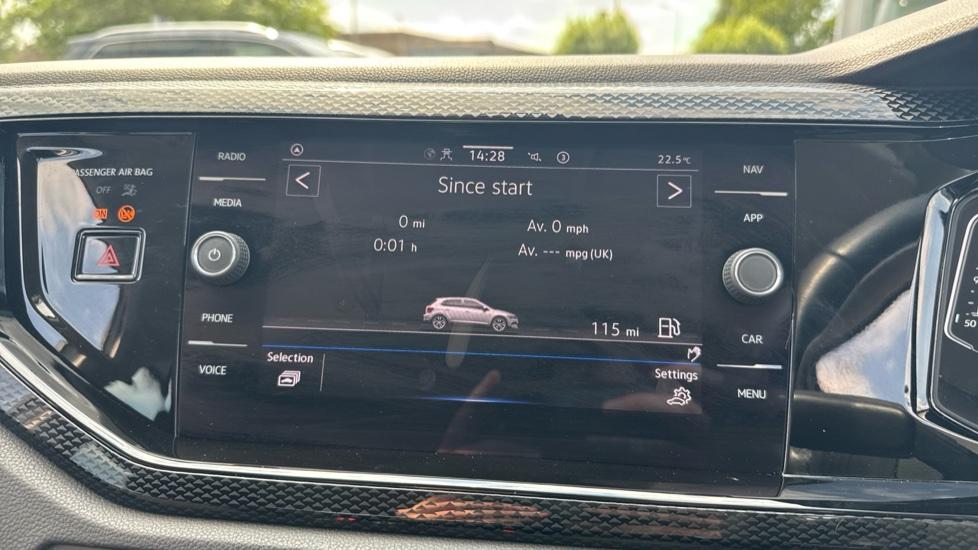 PASSENGER AIR BAG
OFF
ON
RADIO
MEDIA
PHONE
VOICE
14:28
3
22.5°C
<
Since start
>
0 mi
Av. 0 mph
0:01 h
Av. --- mpg (UK)
115 mi
Selection
Settings
NAV
APP
CAR
MENU
50